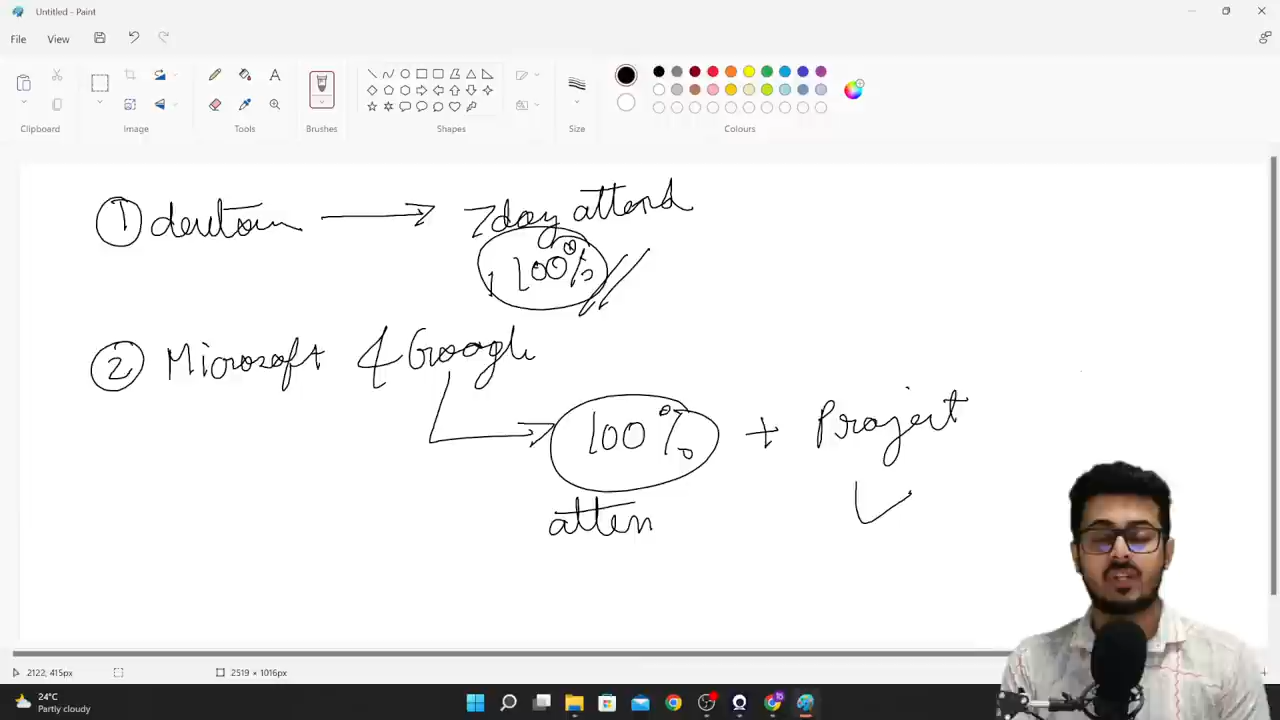 Untitled - Paint
File View
Clipboard Image Tools Brushes Shapes Size Colours
① → 7day attend
100%
② Microsoft & Google
100% + Project
atten
2122, 415px 2519 × 1016px
24°C
Partly cloudy